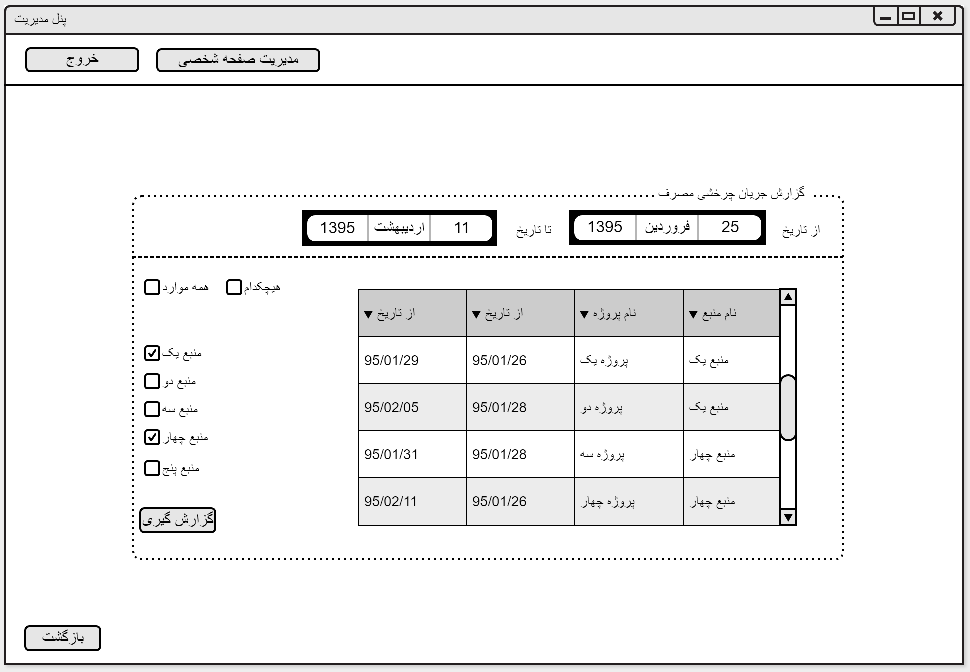 پنل مدیریت
مدیریت صفحه شخصی
خروج
گزارش جریان چرخشی مصرف
از تاریخ 25 فروردین 1395 تا تاریخ 11 اردیبهشت 1395
هیچکدام همه موارد
نام منبع نام پروژه از تاریخ از تاریخ
منبع یک پروژه یک 95/01/26 95/01/29
منبع یک پروژه دو 95/01/28 95/02/05
منبع چهار پروژه سه 95/01/28 95/01/31
منبع چهار پروژه چهار 95/01/26 95/02/11
منبع یک
منبع دو
منبع سه
منبع چهار
منبع پنج
گزارش گیری
بازگشت